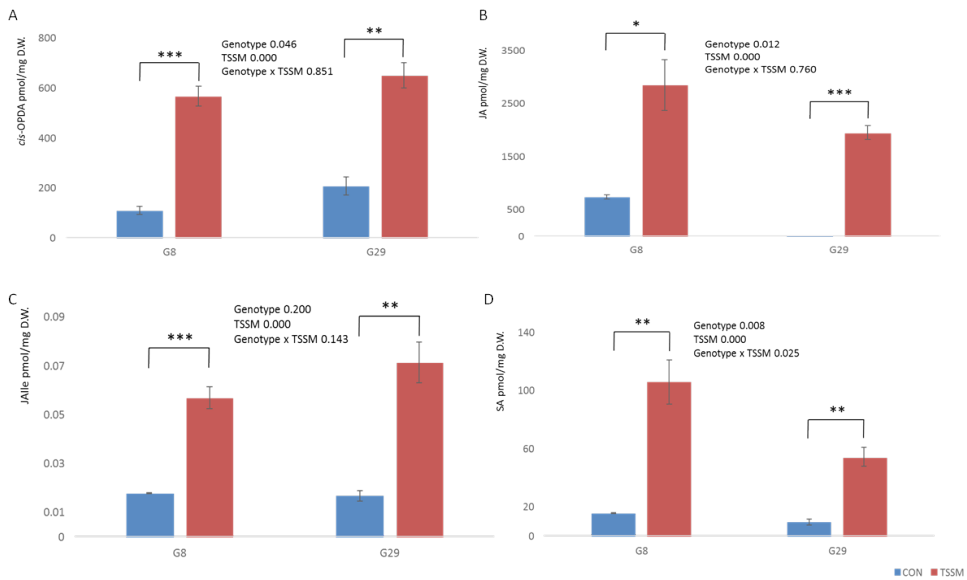 A
cis-OPDA pmol/mg D.W.
800
600
400
200
0
***
**
Genotype 0.046
TSSM 0.000
Genotype x TSSM 0.851
G8
G29
B
JA pmol/mg D.W.
3500
2500
1500
500
0
*
***
Genotype 0.012
TSSM 0.000
Genotype x TSSM 0.760
G8
G29
C
JAIle pmol/mg D.W.
0.09
0.07
0.05
0.03
0.01
0
***
**
Genotype 0.200
TSSM 0.000
Genotype x TSSM 0.143
G8
G29
D
SA pmol/mg D.W.
140
100
60
20
0
**
**
Genotype 0.008
TSSM 0.000
Genotype x TSSM 0.025
G8
G29
CON TSSM